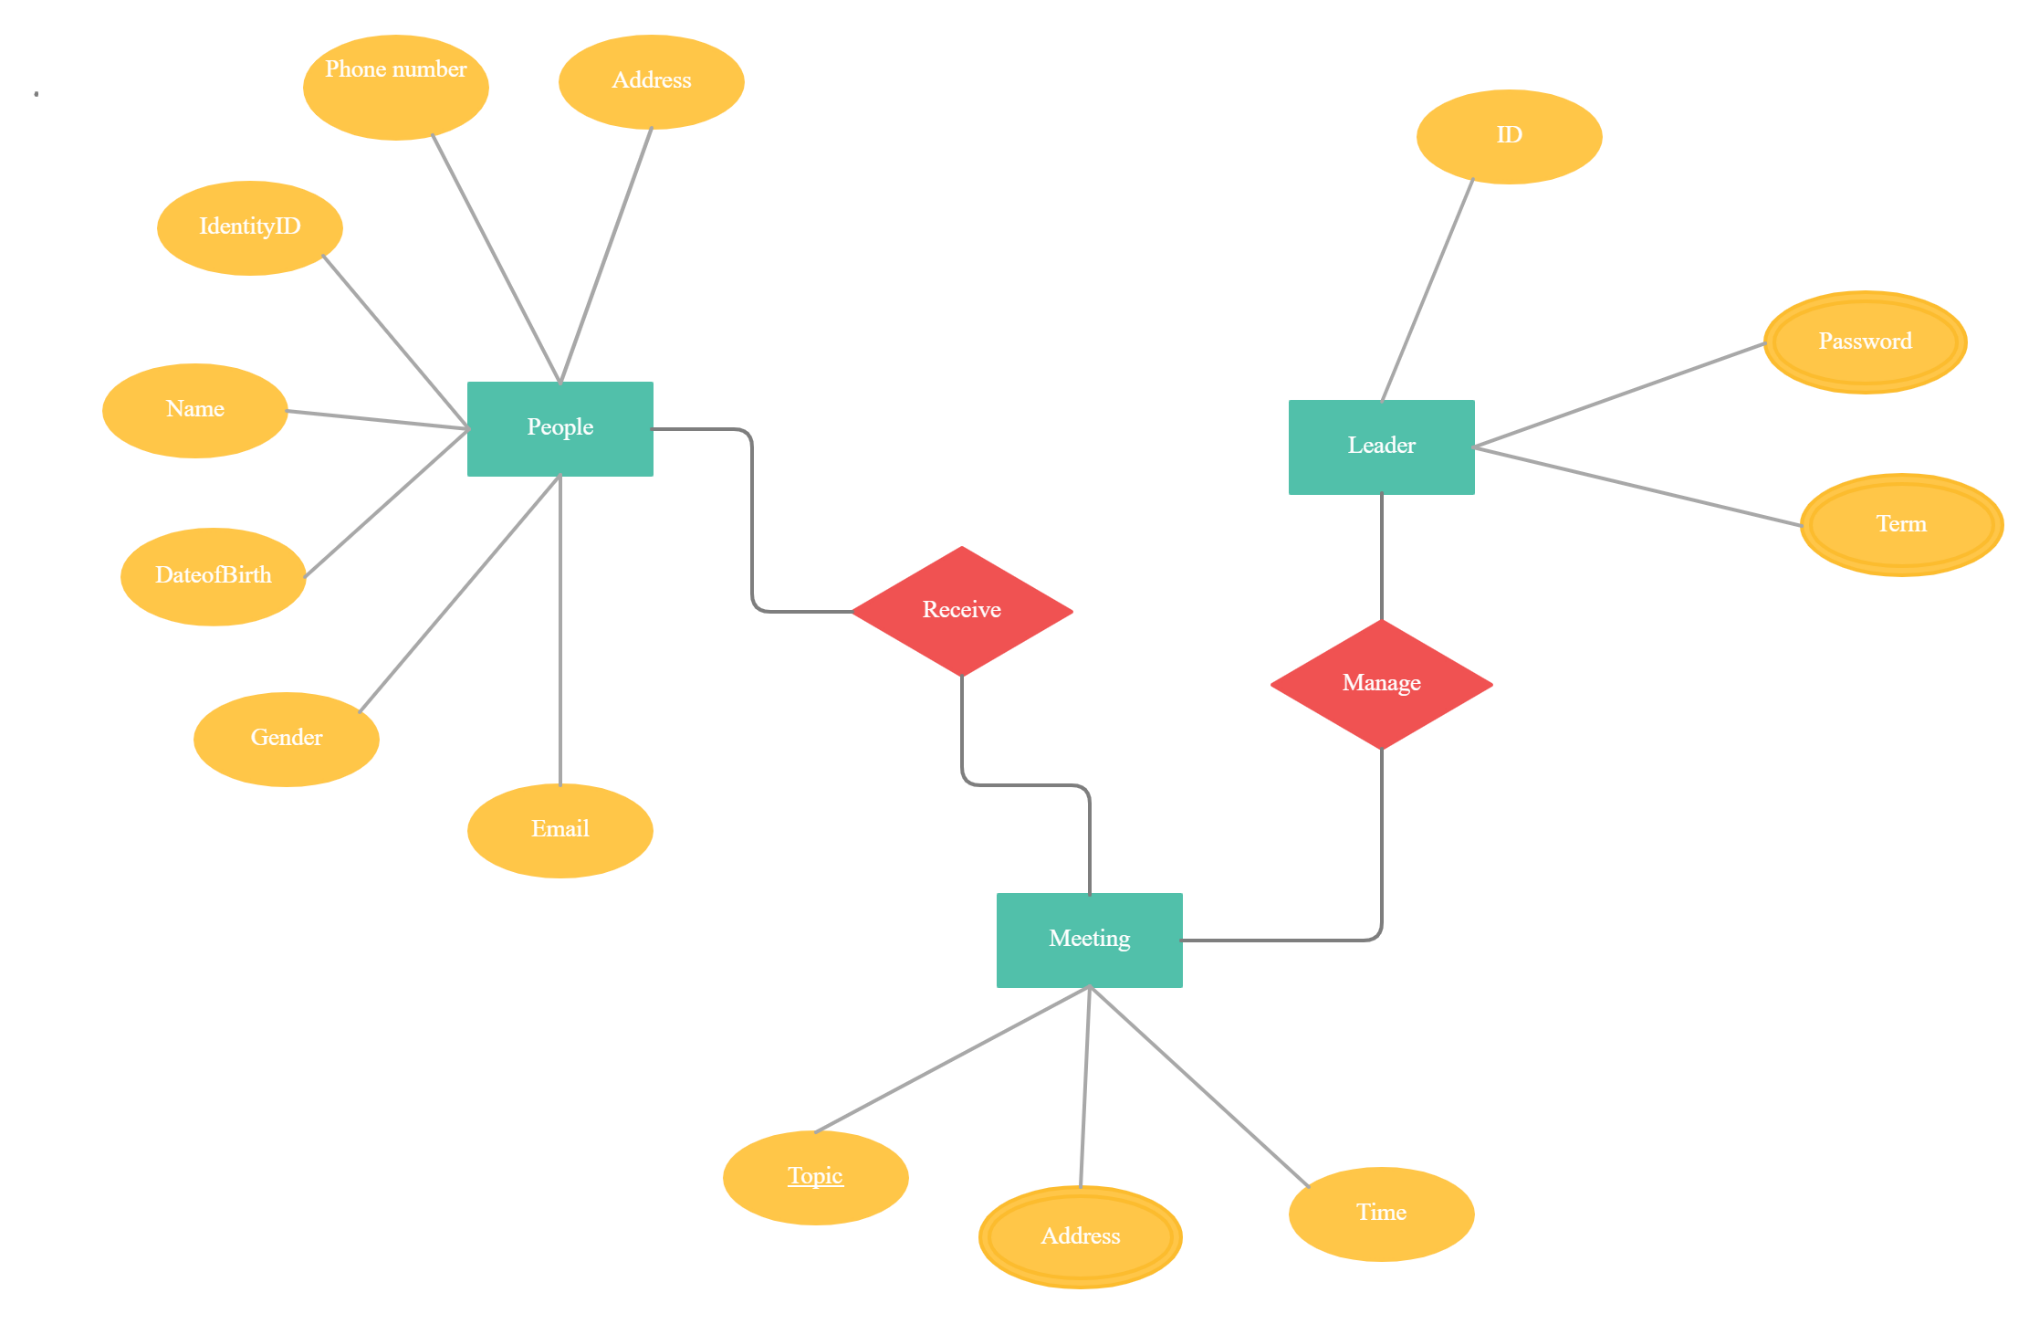 Phone number
Address
ID
IdentityID
Password
Name
People
Leader
Term
DateofBirth
Receive
Manage
Gender
Email
Meeting
Topic
Address
Time